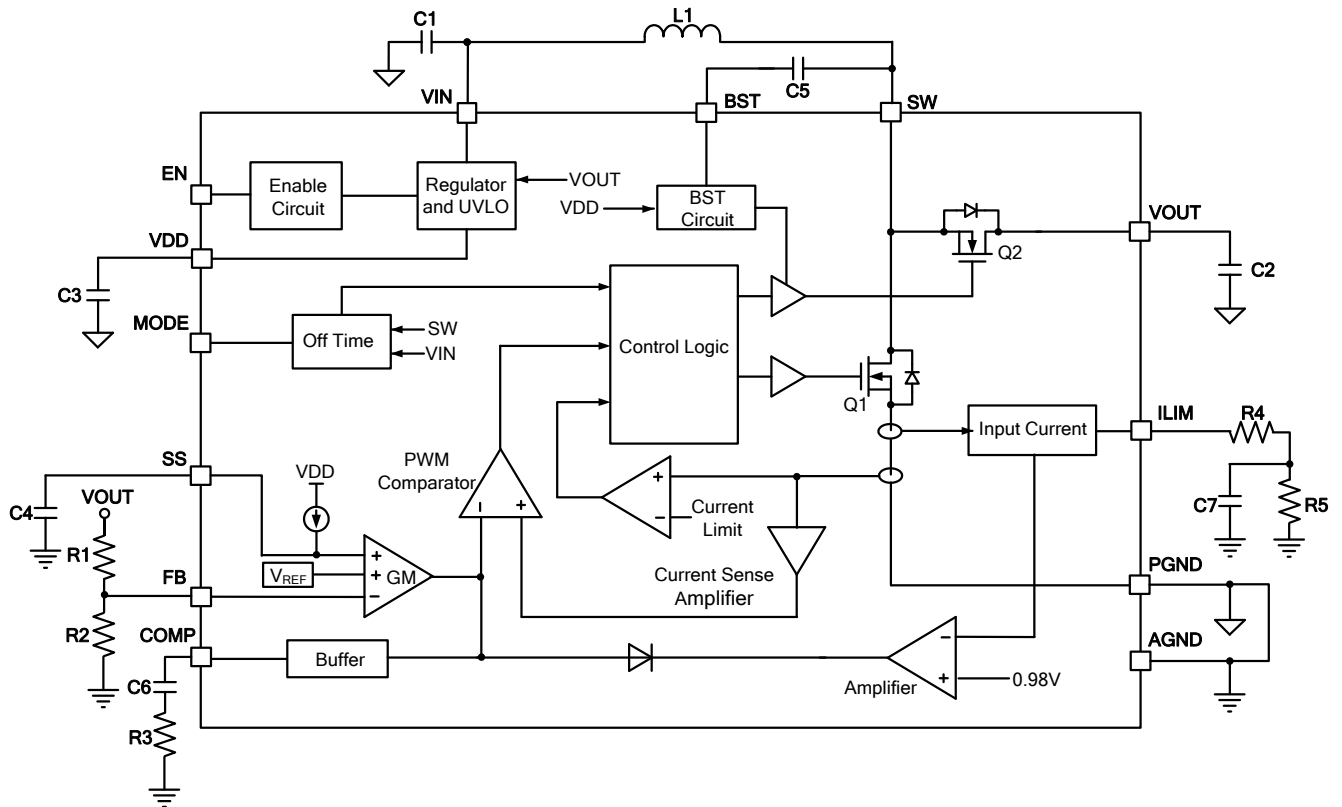 C1
L1
C5
VIN
BST
SW
EN
Enable
Circuit
Regulator
and UVLO
VOUT
VDD
BST
Circuit
VOUT
Q2
C2
VDD
C3
MODE
Off Time
SW
VIN
Control Logic
Q1
Input Current
ILIM
R4
C7
R5
SS
C4
VOUT
R1
VDD
PWM
Comparator
+
−
Current
Limit
− +
FB
VREF
+
+
−
GM
Current Sense
Amplifier
PGND
R2
COMP
Buffer
−
+
Amplifier
0.98V
AGND
C6
R3